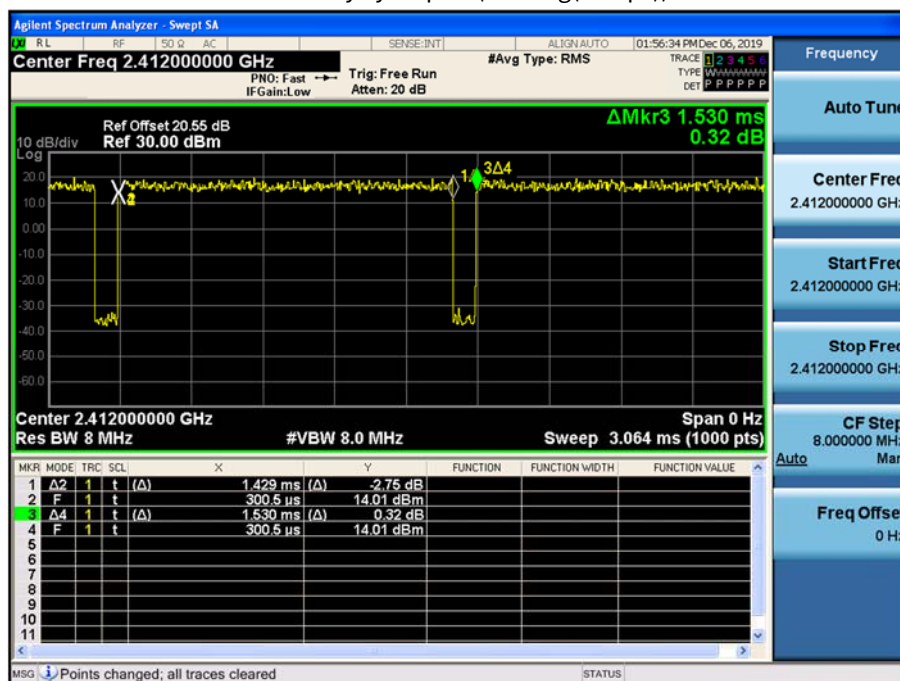 Agilent Spectrum Analyzer - Swept SA
RL RF 50 Ω AC SENSE:INT ALIGN AUTO 01:56:34 PM Dec 06, 2019
Center Freq 2.412000000 GHz #Avg Type: RMS TRACE 1 2 3 4 5 6
PNO: Fast Trig: Free Run TYPE W
IFGain:Low Atten: 20 dB DET P P P P P P
ΔMkr3 1.530 ms
0.32 dB
Ref Offset 20.55 dB
10 dB/div Ref 30.00 dBm
Log
20.0
10.0
0.00
-10.0
-20.0
-30.0
-40.0
-50.0
-60.0
2
3Δ4
Center 2.412000000 GHz Span 0 Hz
Res BW 8 MHz #VBW 8.0 MHz Sweep 3.064 ms (1000 pts)
MKR MODE TRC SCL X Y FUNCTION FUNCTION WIDTH FUNCTION VALUE
1 Δ2 1 t (Δ) 1.429 ms (Δ) -2.75 dB
2 F 1 t 300.5 µs 14.01 dBm
3 Δ4 1 t (Δ) 1.530 ms (Δ) 0.32 dB
4 F 1 t 300.5 µs 14.01 dBm
5
6
7
8
9
10
11
MSG Points changed; all traces cleared STATUS
Frequency
Auto Tune
Center Freq
2.412000000 GHz
Start Freq
2.412000000 GHz
Stop Freq
2.412000000 GHz
CF Step
8.000000 MHz
Auto Man
Freq Offset
0 Hz